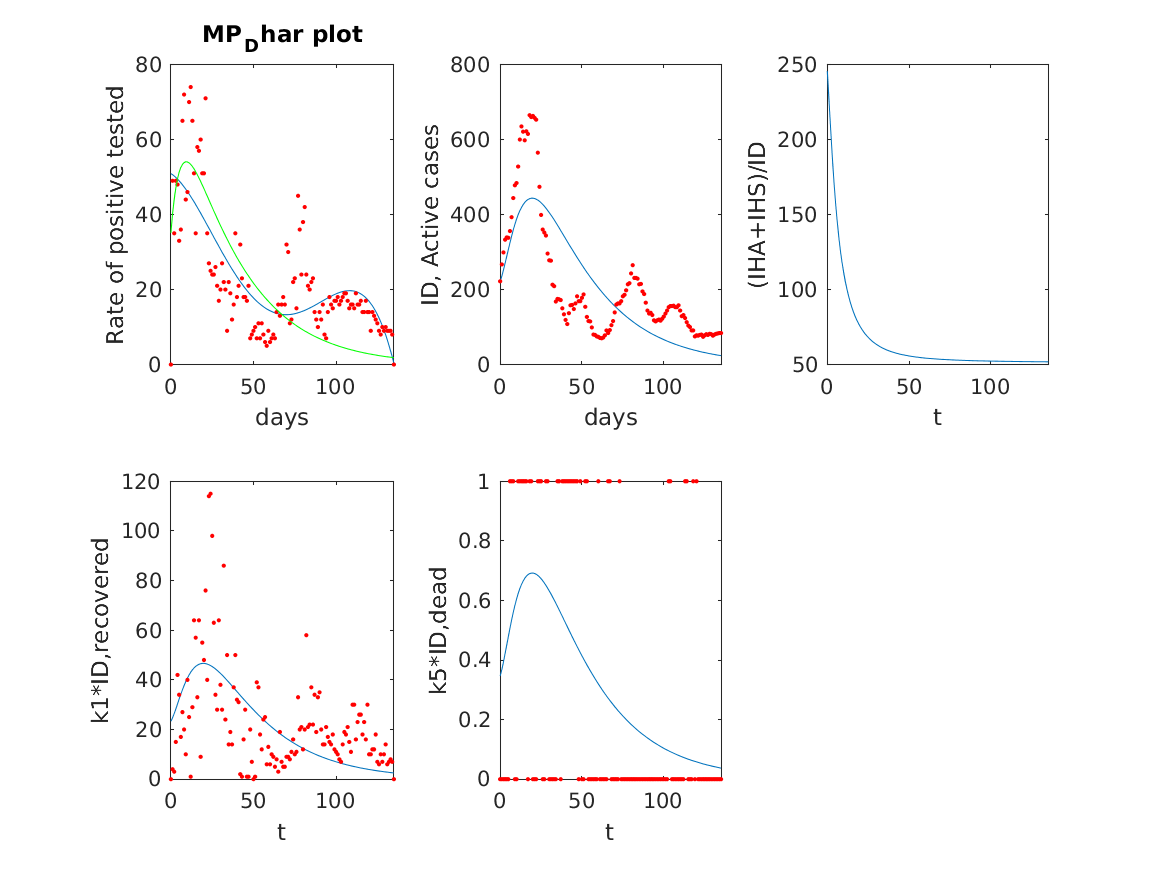 MP_Dhar plot
80
60
40
20
0
Rate of positive tested
0 50 100
days
800
600
400
200
0
ID, Active cases
0 50 100
days
250
200
150
100
50
(IHA+IHS)/ID
0 50 100
t
120
100
80
60
40
20
0
k1*ID,recovered
0 50 100
t
1
0.8
0.6
0.4
0.2
0
k5*ID,dead
0 50 100
t